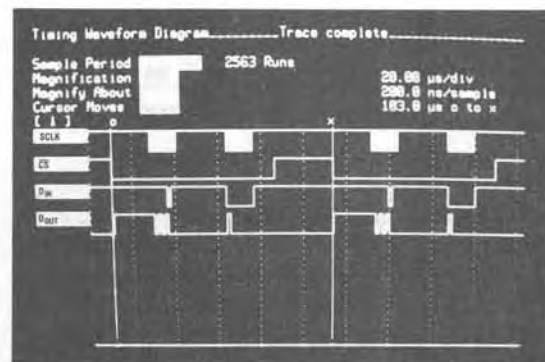 Timing Waveform Diagram........Trace complete............
Sample Period 2563 Runs
Magnification 20.00 µs/div
Magnify About 200.0 ns/sample
Cursor Moves 103.0 µs o to x
[ 1 ] o x
SCLK
CS
DIN
DOUT